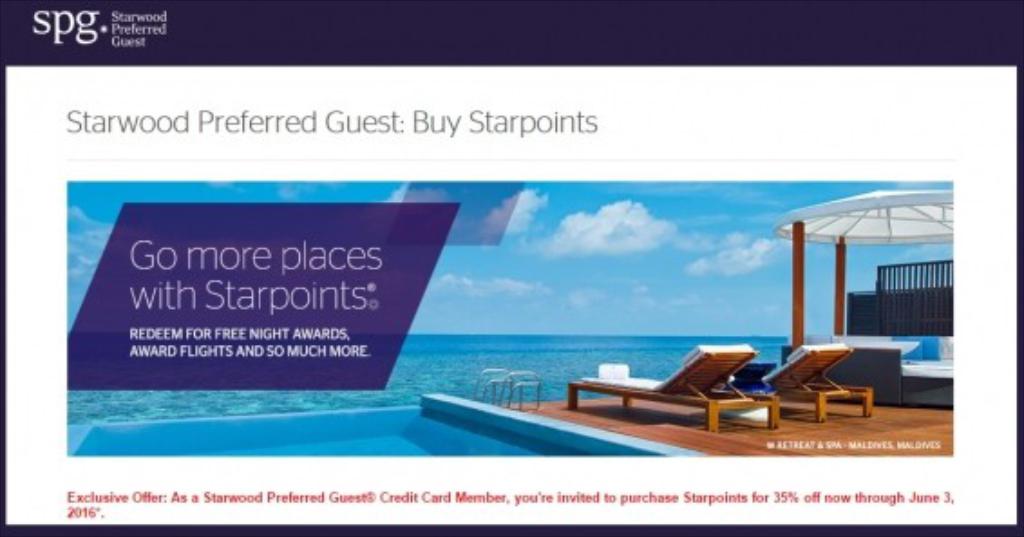 spg. Starwood
Preferred
Guest
Starwood Preferred Guest: Buy Starpoints
Go more places
with Starpoints®
REDEEM FOR FREE NIGHT AWARDS,
AWARD FLIGHTS AND SO MUCH MORE.
W RETREAT & SPA - MALDIVES, MALDIVES
Exclusive Offer: As a Starwood Preferred Guest® Credit Card Member, you're invited to purchase Starpoints for 35% off now through June 3,
2016*.